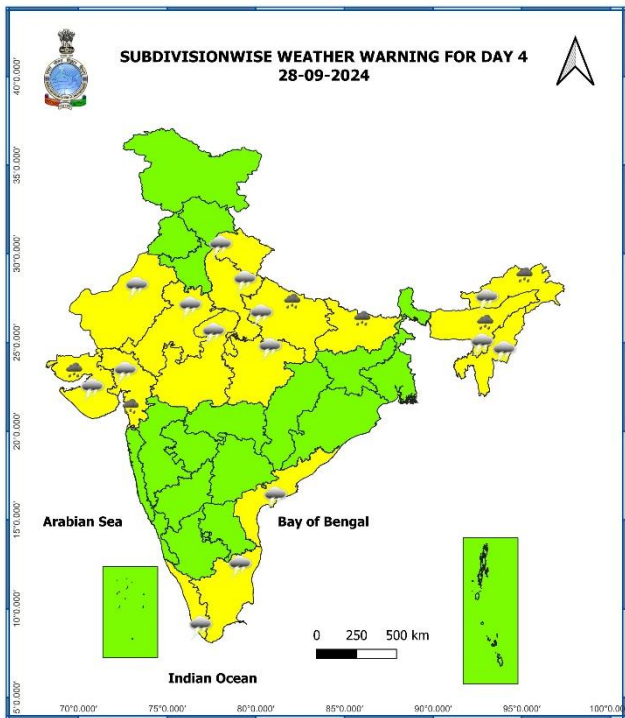 SUBDIVISIONWISE WEATHER WARNING FOR DAY 4
28-09-2024
40°0.000'
35°0.000'
30°0.000'
25°0.000'
20°0.000'
15°0.000'
10°0.000'
5°0.000'
Arabian Sea
Bay of Bengal
0 250 500 km
Indian Ocean
70°0.000' 75°0.000' 80°0.000' 85°0.000' 90°0.000' 95°0.000'